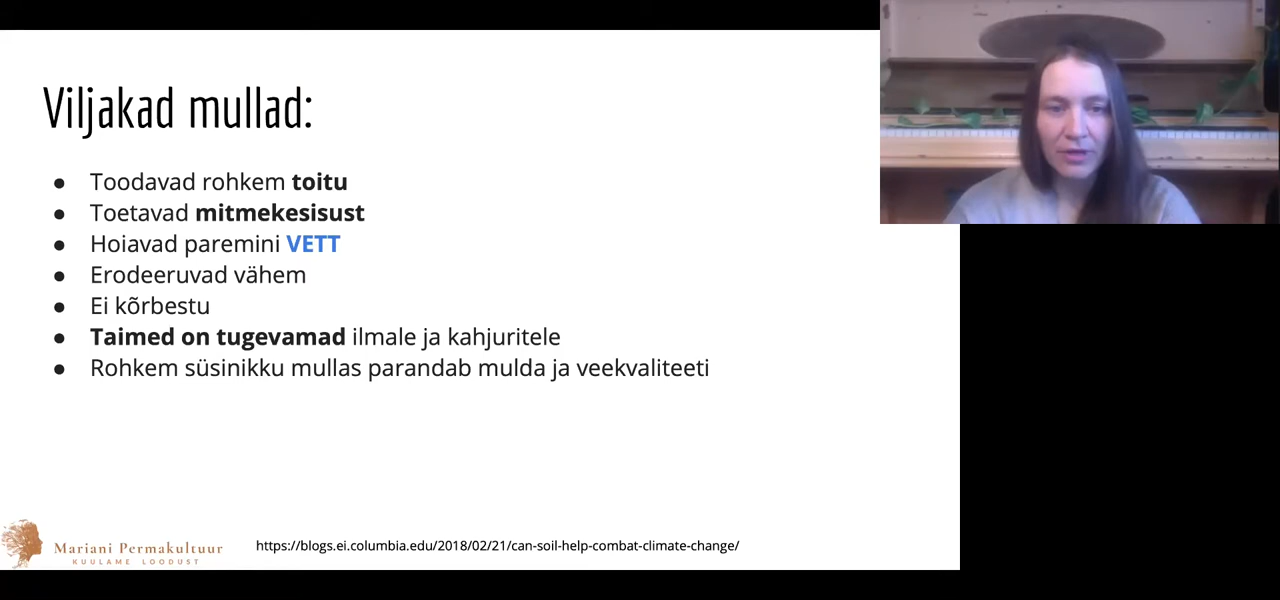 Viljakad mullad:
● Toodavad rohkem toitu
● Toetavad mitmekesisust
● Hoiavad paremini VETT
● Erodeeruvad vähem
● Ei kõrbestu
● Taimed on tugevamad ilmale ja kahjuritele
● Rohkem süsinikku mullas parandab mulda ja veekvaliteeti
Mariani Permakultuur
KUULAME LOODUST
https://blogs.ei.columbia.edu/2018/02/21/can-soil-help-combat-climate-change/